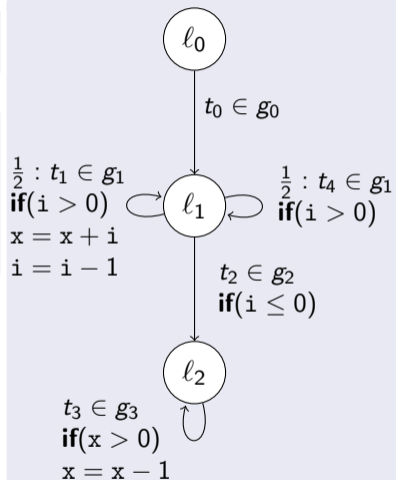 ℓ0
t0 ∈ g0
1/2 : t1 ∈ g1
if(i > 0)
x = x + i
i = i − 1
ℓ1
1/2 : t4 ∈ g1
if(i > 0)
t2 ∈ g2
if(i ≤ 0)
ℓ2
t3 ∈ g3
if(x > 0)
x = x − 1